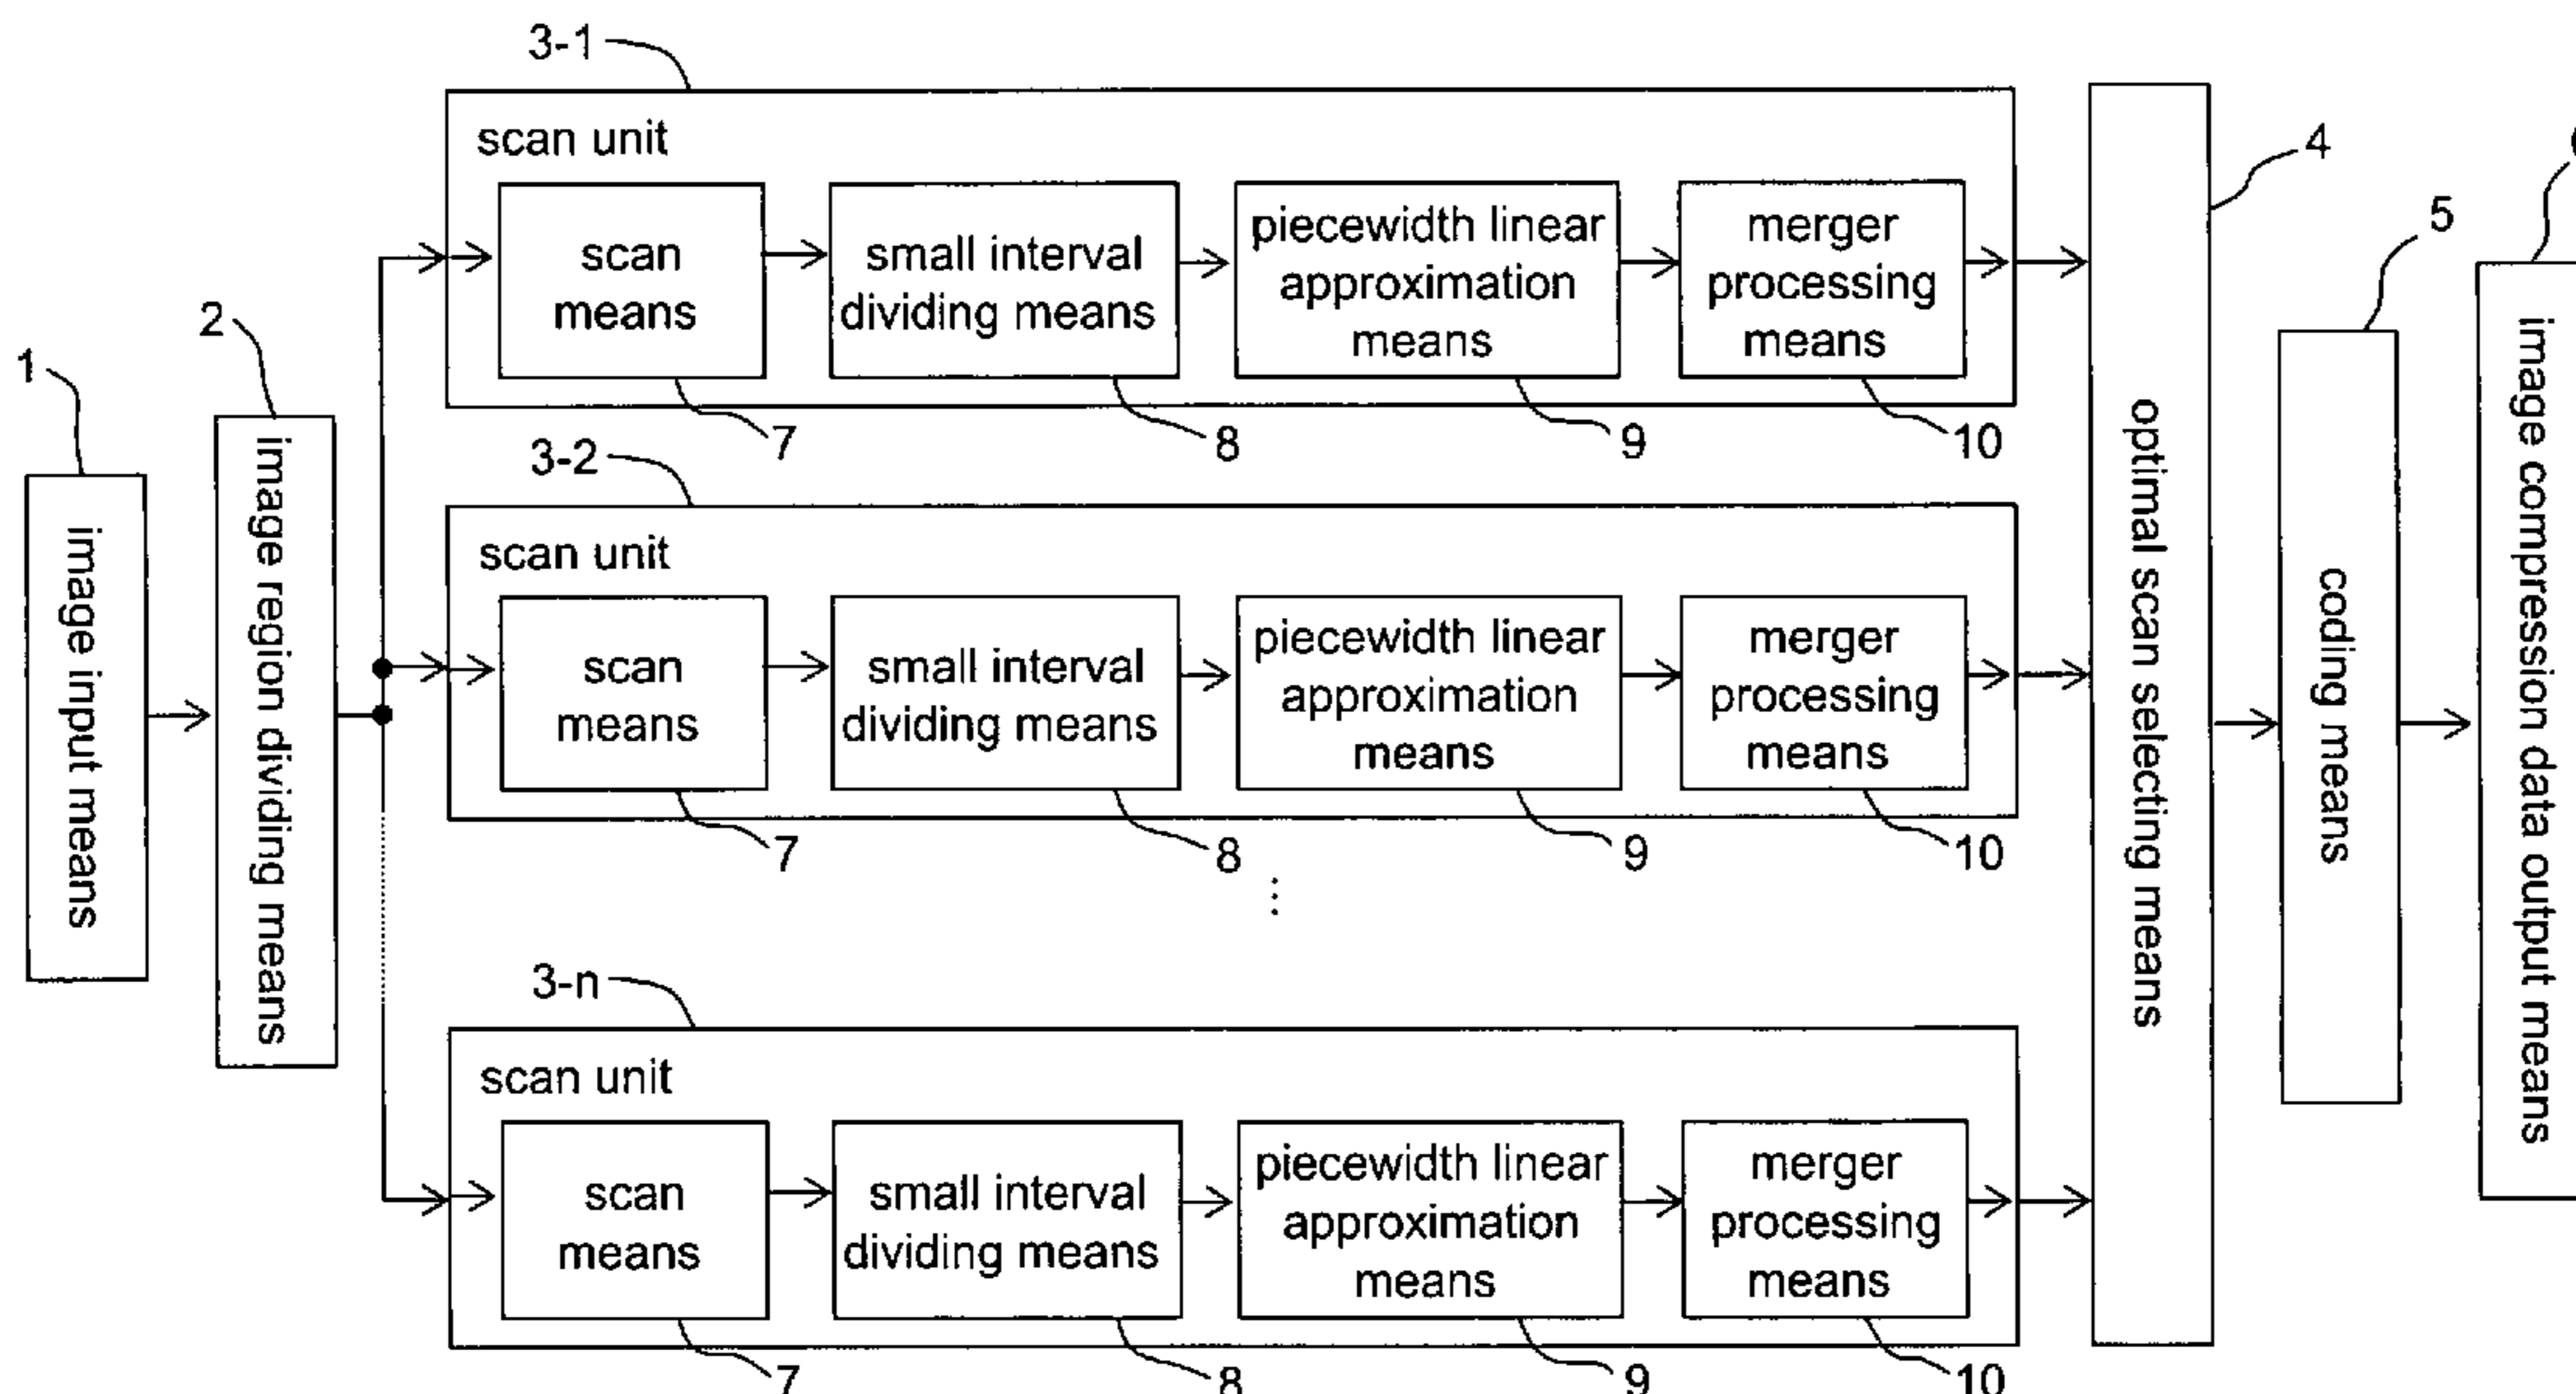 1
image input means
2
image region dividing means
3-1
scan unit
scan
means
7
small interval
dividing means
8
piecewidth linear
approximation
means
9
merger
processing
means
10
3-2
scan unit
scan
means
7
small interval
dividing means
8
piecewidth linear
approximation
means
9
merger
processing
means
10
3-n
scan unit
scan
means
7
small interval
dividing means
8
piecewidth linear
approximation
means
9
merger
processing
means
10
optimal scan selecting means
4
coding means
5
image compression data output means